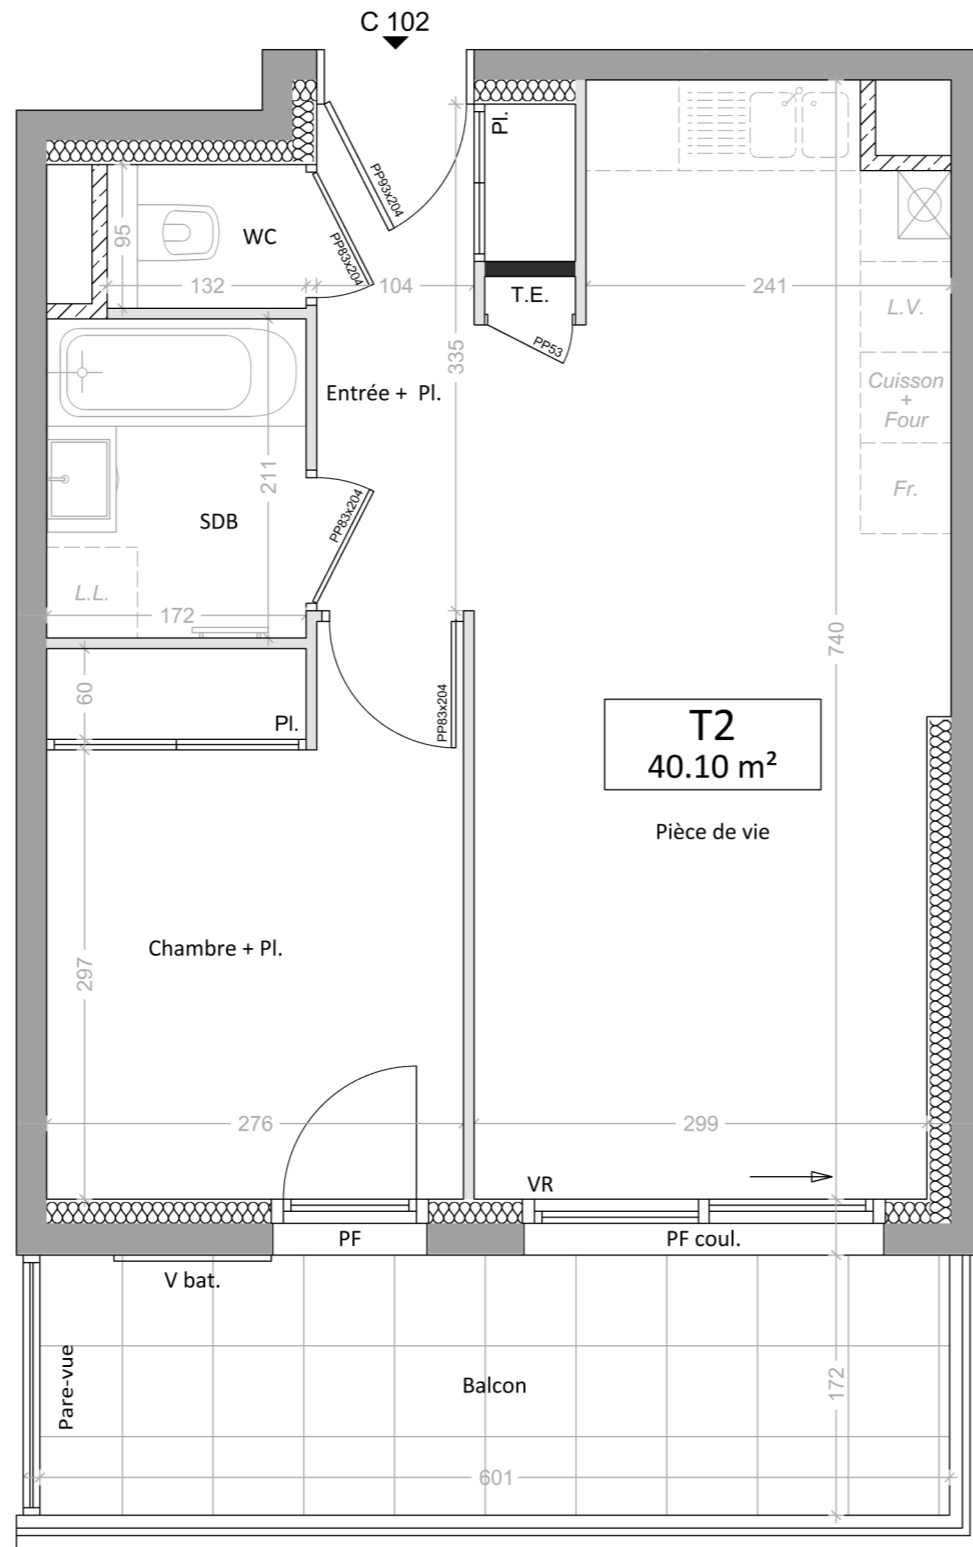 C 102
Pl.
PP93x204
WC
95
PP83x204
132
104
T.E.
241
L.V.
PP53
335
Entrée + Pl.
Cuisson
+
Four
211
Fr.
PP83x204
SDB
L.L.
172
740
60
Pl.
PP83x204
T2
40.10 m²
Pièce de vie
Chambre + Pl.
297
276
299
VR
PF
PF coul.
V bat.
Pare-vue
Balcon
172
601